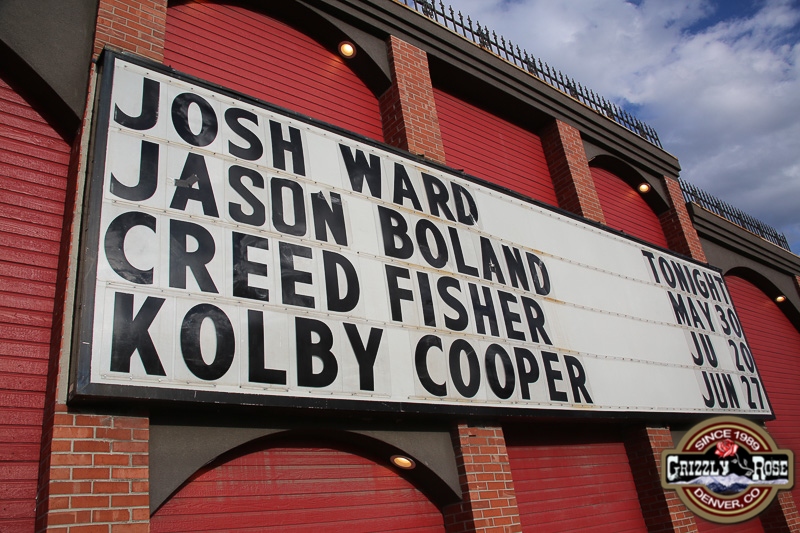 JOSH WARD TONIGHT
JASON BOLAND MAY 30
CREED FISHER JU 20
KOLBY COOPER JUN 27
SINCE 1989
GRIZZLY ROSE
DENVER, CO